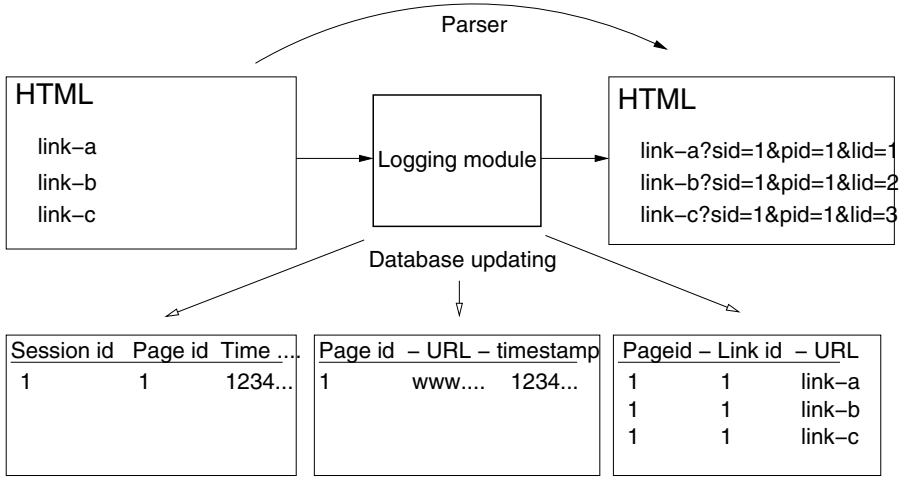 Parser
HTML
link−a
link−b
link−c
Logging module
HTML
link−a?sid=1&pid=1&lid=1
link−b?sid=1&pid=1&lid=2
link−c?sid=1&pid=1&lid=3
Database updating
Session id Page id Time ....
1 1 1234...
Page id − URL − timestamp
1 www.... 1234...
Pageid − Link id − URL
1 1 link−a
1 1 link−b
1 1 link−c